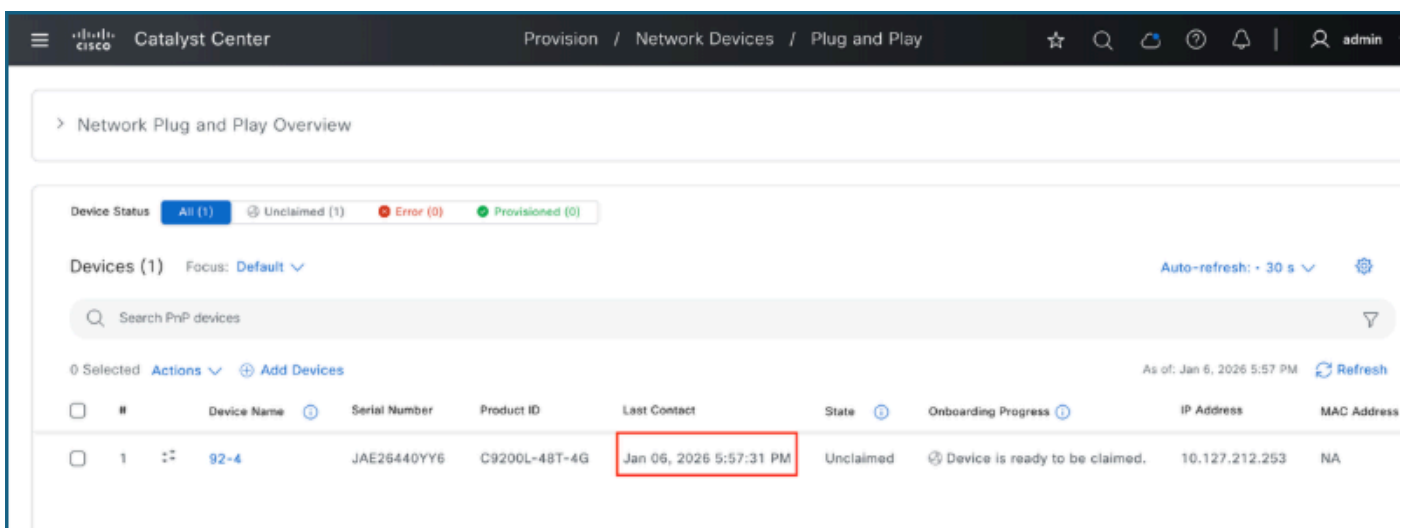 cisco Catalyst Center Provision / Network Devices / Plug and Play admin
> Network Plug and Play Overview
Device Status All (1) Unclaimed (1) Error (0) Provisioned (0)
Devices (1) Focus: Default Auto-refresh: • 30 s
Search PnP devices
0 Selected Actions Add Devices As of: Jan 6, 2026 5:57 PM Refresh
# Device Name Serial Number Product ID Last Contact State Onboarding Progress IP Address MAC Address
1 92-4 JAE26440YY6 C9200L-48T-4G Jan 06, 2026 5:57:31 PM Unclaimed Device is ready to be claimed. 10.127.212.253 NA